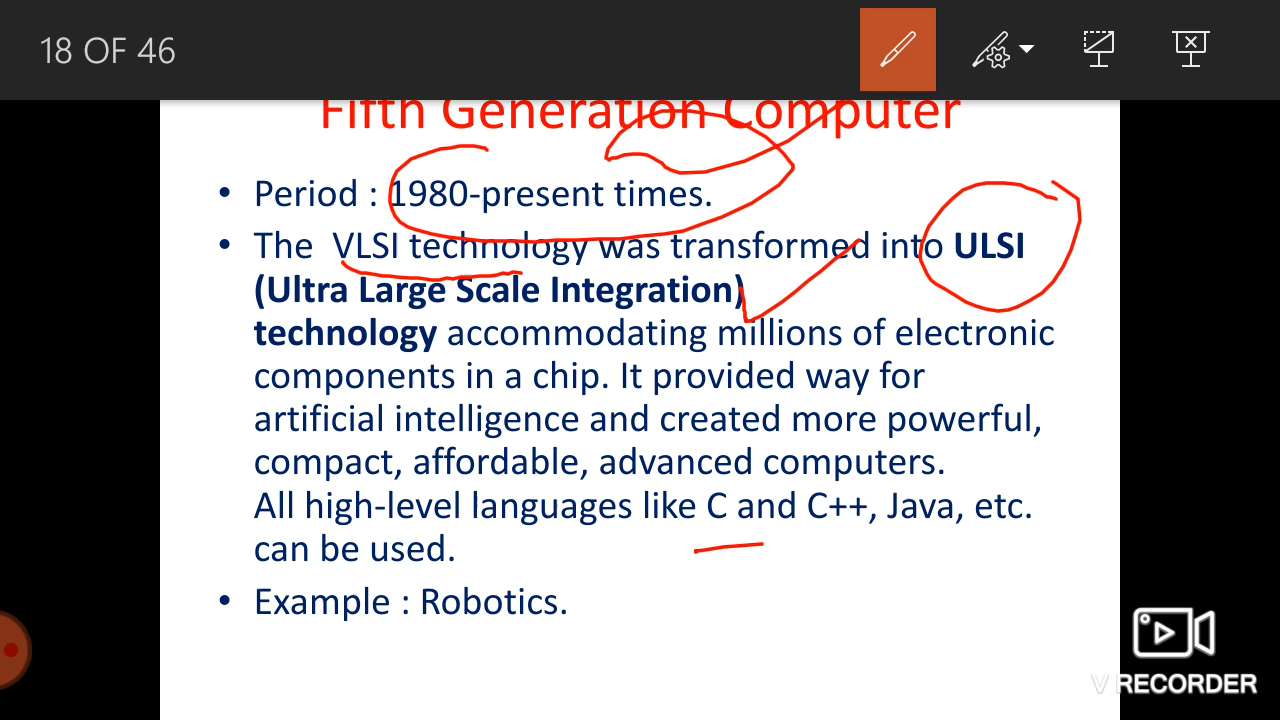 18 OF 46
Fifth Generation Computer
• Period : 1980-present times.
• The VLSI technology was transformed into ULSI
(Ultra Large Scale Integration)
technology accommodating millions of electronic
components in a chip. It provided way for
artificial intelligence and created more powerful,
compact, affordable, advanced computers.
All high-level languages like C and C++, Java, etc.
can be used.
• Example : Robotics.
V RECORDER